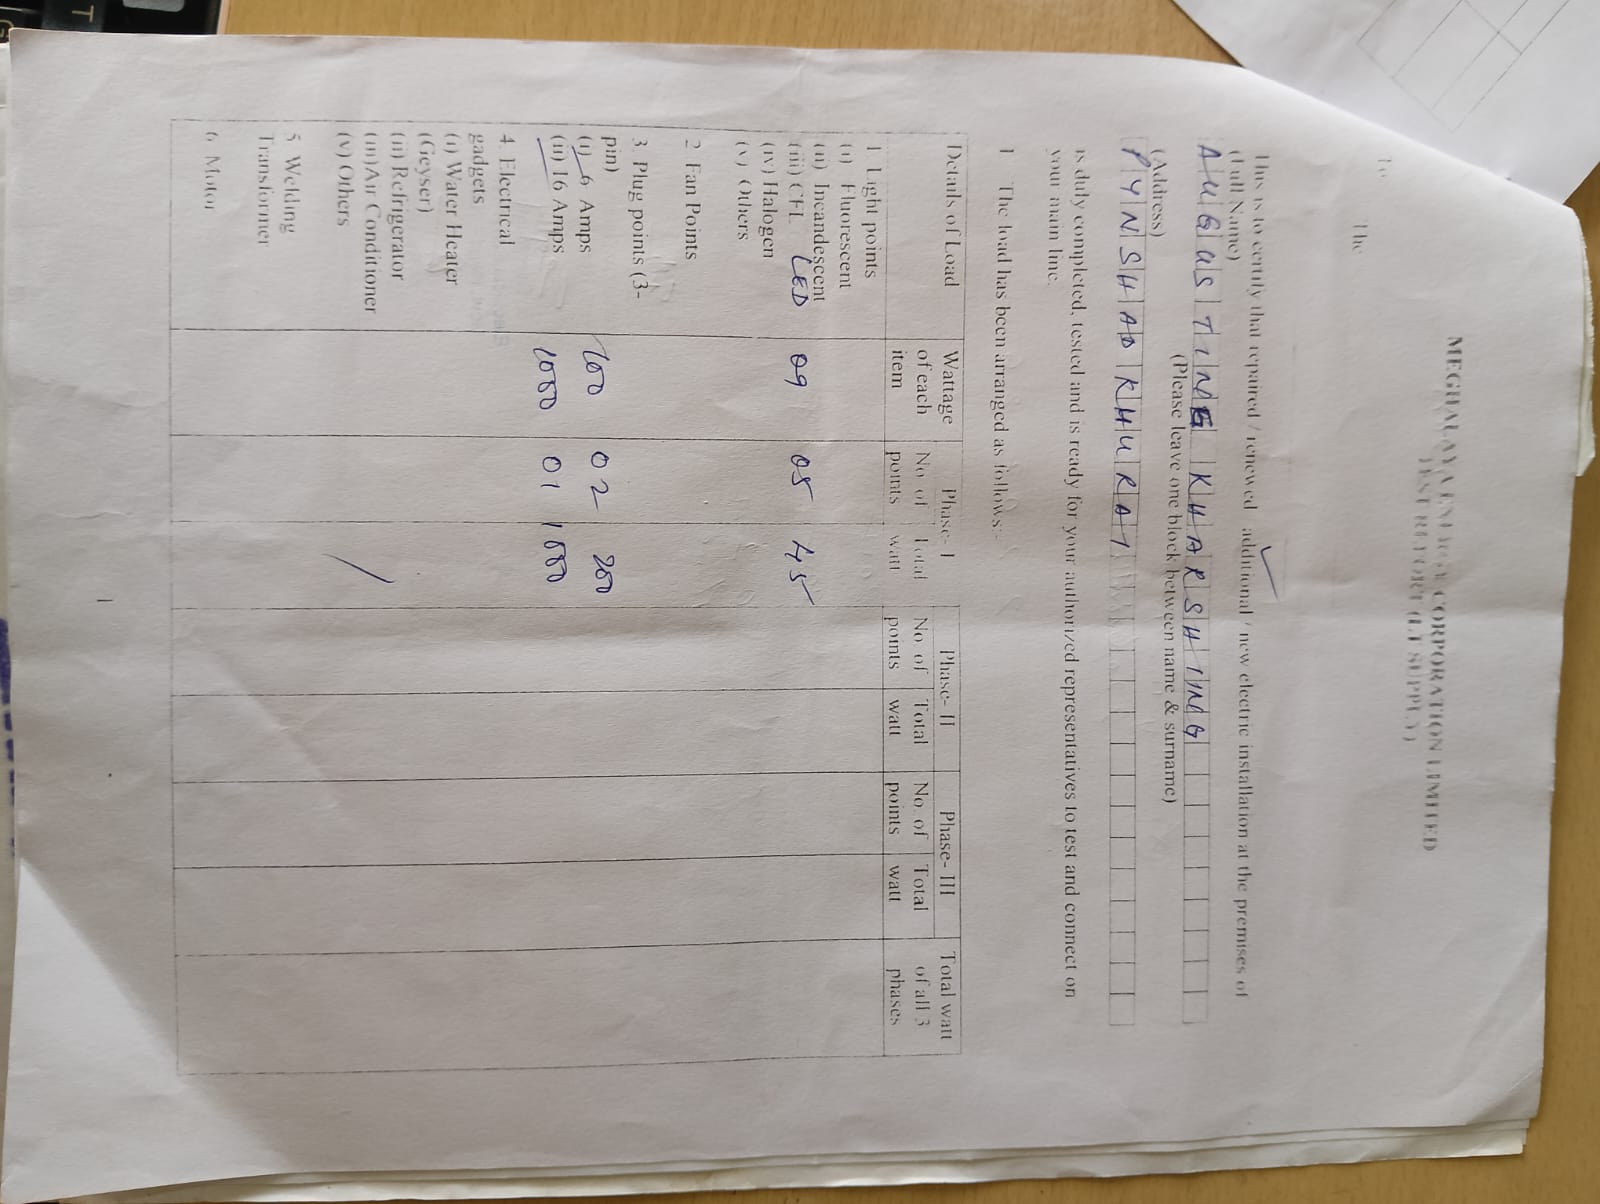 MEGHALAYA ENERGY CORPORATION LIMITED
TEST REPORT (LT SUPPLY)
To
The
This is to certify that repaired / renewed additional / new electric installation at the premises of
(Full Name)
AUGUSTINE KHARSHIING
(Please leave one block between name & surname)
(Address)
PYNSHAD KHURAI
is duly completed, tested and is ready for your authorized representatives to test and connect on
your main line.
1 The load has been arranged as follows:-
Details of Load Wattage of each item Phase- I Phase- II Phase- III Total watt of all 3 phases
No. of points Total watt No. of points Total watt No. of points Total watt
1 Light points
(i) Fluorescent
(ii) Incandescent
(iii) CFL LED 09 05 45
(iv) Halogen
(v) Others
2 Fan Points
3. Plug points (3-
pin)
(i) 6 Amps 100 02 200
(ii) 16 Amps 1000 01 1000
4 Electrical
gadgets
(i) Water Heater
(Geyser)
(ii) Refrigerator
(iii) Air Conditioner
(v) Others
5 Welding
Transformer
6 Motor
1
T
G